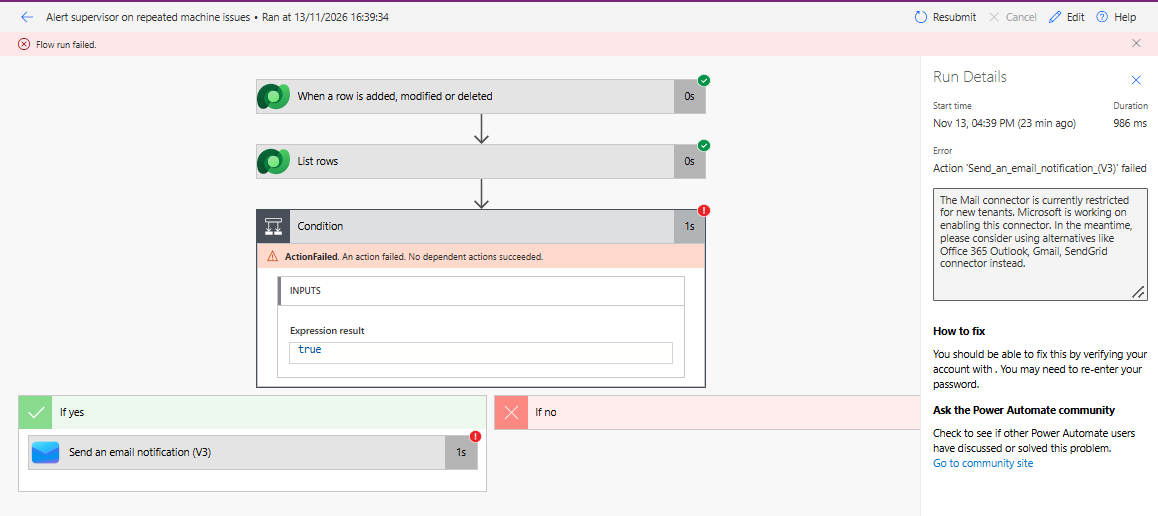 Alert supervisor on repeated machine issues • Ran at 13/11/2026 16:39:34
Resubmit
Cancel
Edit
Help
Flow run failed.
When a row is added, modified or deleted
0s
List rows
0s
Condition
1s
ActionFailed. An action failed. No dependent actions succeeded.
INPUTS
Expression result
true
If yes
If no
Send an email notification (V3)
1s
Run Details
Start time
Duration
Nov 13, 04:39 PM (23 min ago)
986 ms
Error
Action 'Send_an_email_notification_(V3)' failed
The Mail connector is currently restricted
for new tenants. Microsoft is working on
enabling this connector. In the meantime,
please consider using alternatives like
Office 365 Outlook, Gmail, SendGrid
connector instead.
How to fix
You should be able to fix this by verifying your
account with . You may need to re-enter your
password.
Ask the Power Automate community
Check to see if other Power Automate users
have discussed or solved this problem.
Go to community site